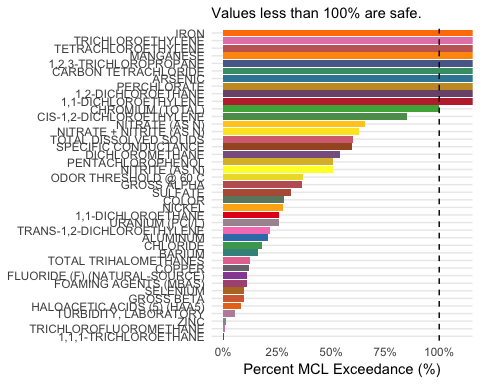 Values less than 100% are safe.
IRON
TRICHLOROETHYLENE
TETRACHLOROETHYLENE
MANGANESE
1,2,3-TRICHLOROPROPANE
CARBON TETRACHLORIDE
ARSENIC
PERCHLORATE
1,2-DICHLOROETHANE
1,1-DICHLOROETHYLENE
CHROMIUM (TOTAL)
CIS-1,2-DICHLOROETHYLENE
NITRATE (AS N)
NITRATE + NITRITE (AS N)
TOTAL DISSOLVED SOLIDS
SPECIFIC CONDUCTANCE
DICHLOROMETHANE
PENTACHLOROPHENOL
NITRITE (AS N)
ODOR THRESHOLD @ 60 C
GROSS ALPHA
SULFATE
COLOR
NICKEL
1,1-DICHLOROETHANE
URANIUM (PCI/L)
TRANS-1,2-DICHLOROETHYLENE
ALUMINUM
CHLORIDE
BARIUM
TOTAL TRIHALOMETHANES
COPPER
FLUORIDE (F) (NATURAL-SOURCE)
FOAMING AGENTS (MBAS)
SELENIUM
GROSS BETA
HALOACETIC ACIDS (5) (HAA5)
TURBIDITY, LABORATORY
ZINC
TRICHLOROFLUOROMETHANE
1,1,1-TRICHLOROETHANE
0% 25% 50% 75% 100%
Percent MCL Exceedance (%)